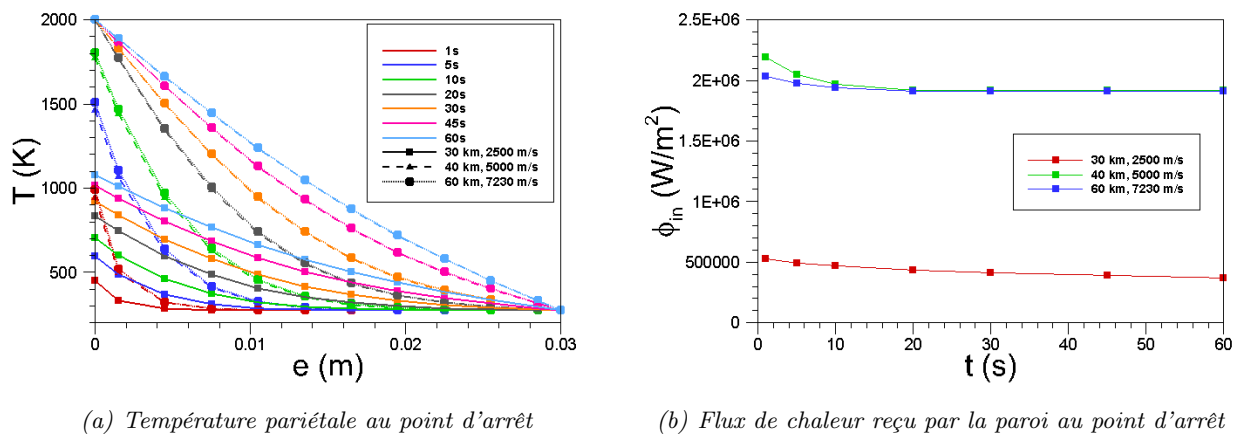 2000
1500
1000
500
T (K)
0
0.01
0.02
0.03
e (m)
1s
5s
10s
20s
30s
45s
60s
30 km, 2500 m/s
40 km, 5000 m/s
60 km, 7230 m/s
(a) Température pariétale au point d'arrêt
2.5E+06
2E+06
1.5E+06
1E+06
500000
0
ϕin (W/m²)
0
10
20
30
40
50
60
t (s)
30 km, 2500 m/s
40 km, 5000 m/s
60 km, 7230 m/s
(b) Flux de chaleur reçu par la paroi au point d'arrêt